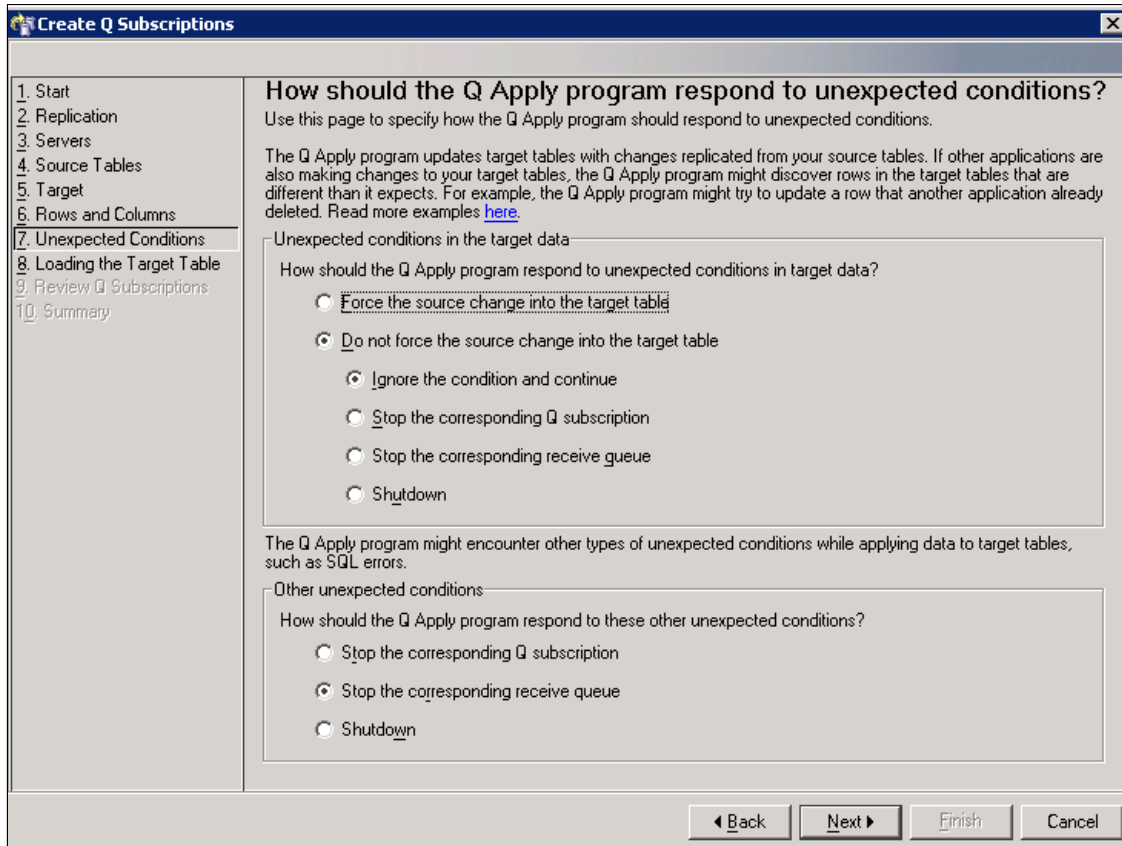 Create Q Subscriptions
1. Start
2. Replication
3. Servers
4. Source Tables
5. Target
6. Rows and Columns
7. Unexpected Conditions
8. Loading the Target Table
9. Review Q Subscriptions
10. Summary
How should the Q Apply program respond to unexpected conditions?
Use this page to specify how the Q Apply program should respond to unexpected conditions.
The Q Apply program updates target tables with changes replicated from your source tables. If other applications are
also making changes to your target tables, the Q Apply program might discover rows in the target tables that are
different than it expects. For example, the Q Apply program might try to update a row that another application already
deleted. Read more examples here.
Unexpected conditions in the target data
How should the Q Apply program respond to unexpected conditions in target data?
Force the source change into the target table
Do not force the source change into the target table
Ignore the condition and continue
Stop the corresponding Q subscription
Stop the corresponding receive queue
Shutdown
The Q Apply program might encounter other types of unexpected conditions while applying data to target tables,
such as SQL errors.
Other unexpected conditions
How should the Q Apply program respond to these other unexpected conditions?
Stop the corresponding Q subscription
Stop the corresponding receive queue
Shutdown
Back
Next
Finish
Cancel